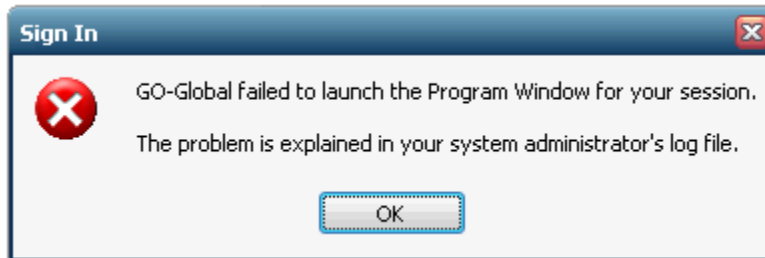 Sign In
GO-Global failed to launch the Program Window for your session.
The problem is explained in your system administrator's log file.
OK